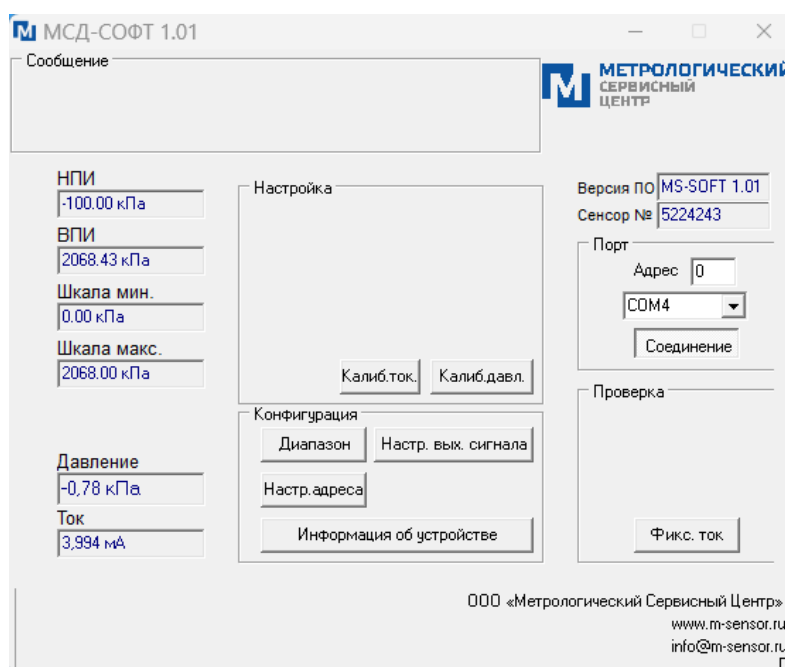 МСД-СОФТ 1.01
Сообщение
МЕТРОЛОГИЧЕСКИЙ
СЕРВИСНЫЙ
ЦЕНТР
НПИ
-100.00 кПа
ВПИ
2068.43 кПа
Шкала мин.
0.00 кПа
Шкала макс.
2068.00 кПа
Давление
-0,78 кПа
Ток
3,994 мА
Настройка
Калиб.ток.
Калиб.давл.
Конфигурация
Диапазон
Настр. вых. сигнала
Настр.адреса
Информация об устройстве
Версия ПО MS-SOFT 1.01
Сенсор № 5224243
Порт
Адрес 0
COM4
Соединение
Проверка
Фикс. ток
ООО «Метрологический Сервисный Центр»
www.m-sensor.ru
info@m-sensor.ru